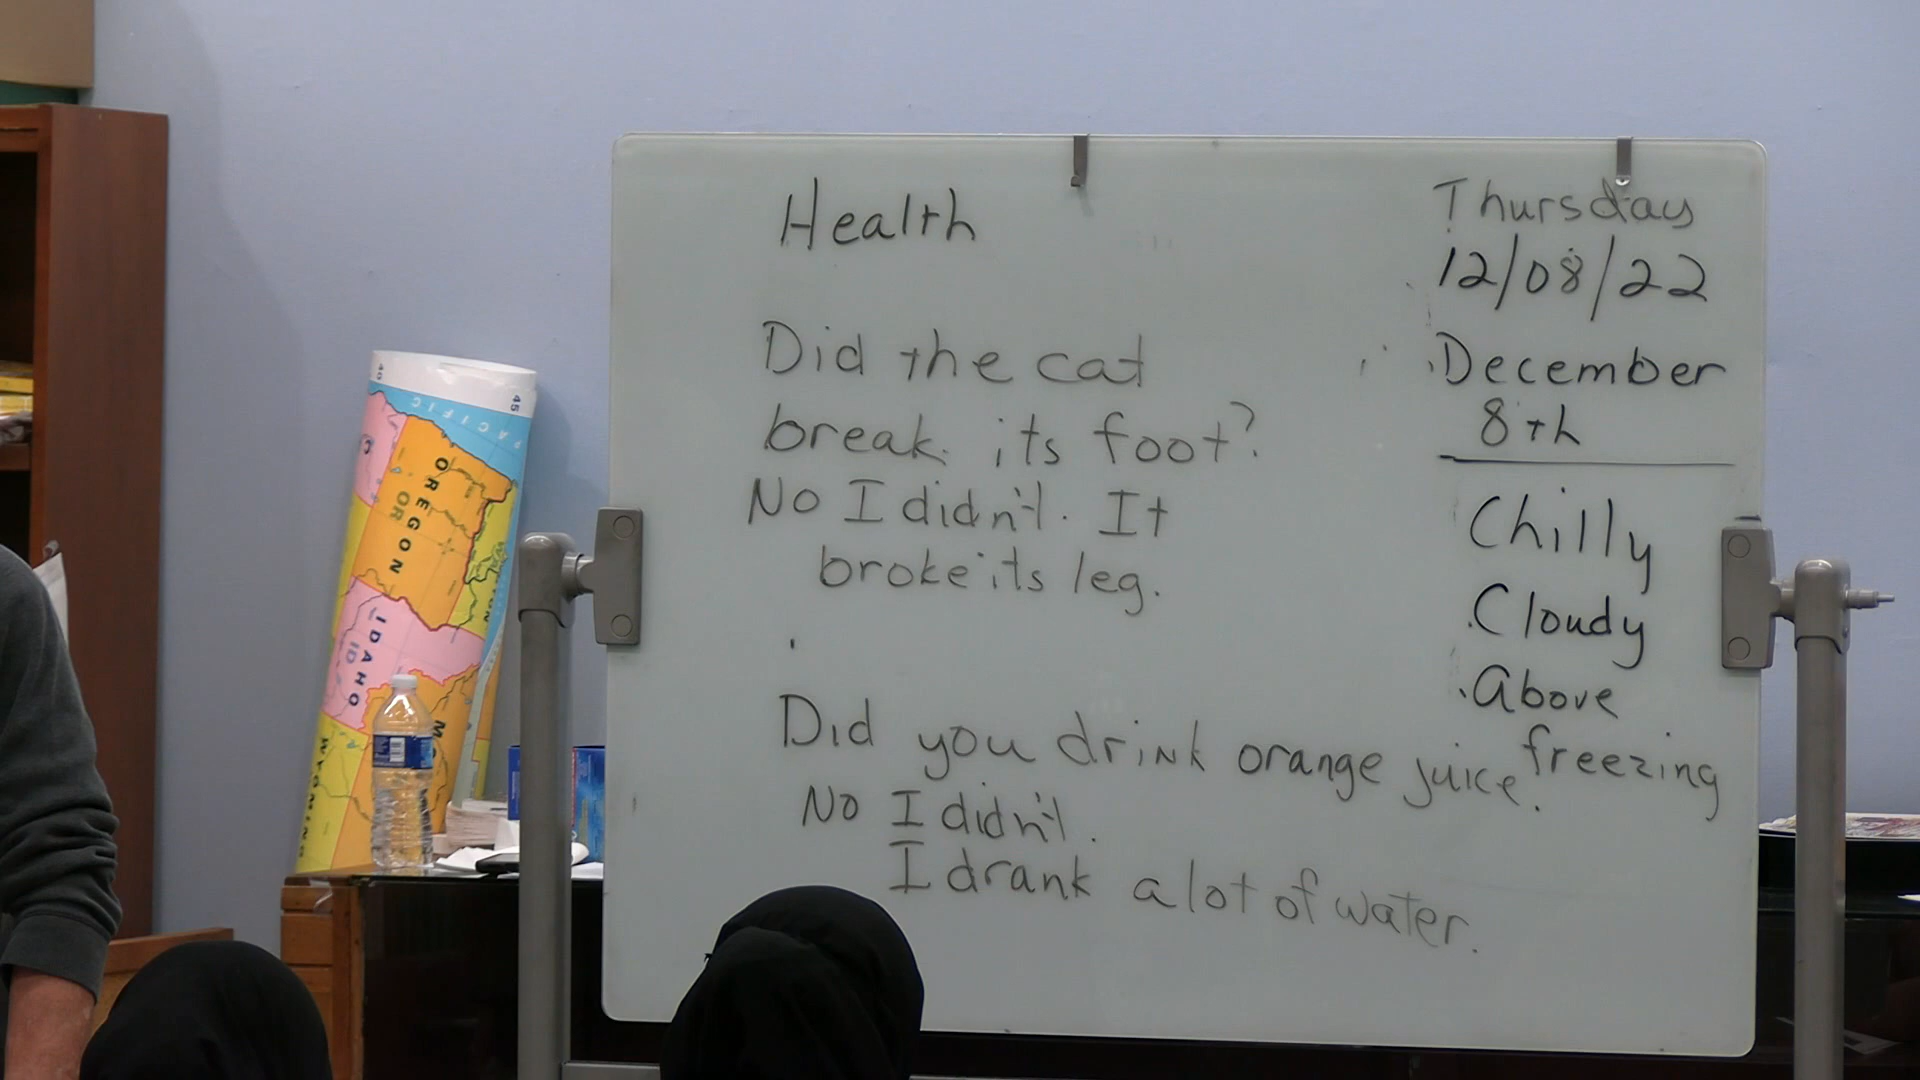 Health
Did the cat
break its foot?
No I didn't. It
broke its leg.
Did you drink orange juice.
No I didn't.
I drank a lot of water.
Thursday
12/08/22
December
8th
Chilly
Cloudy
Above
freezing
PACIFIC
45
OREGON
OR
IDAHO
ID